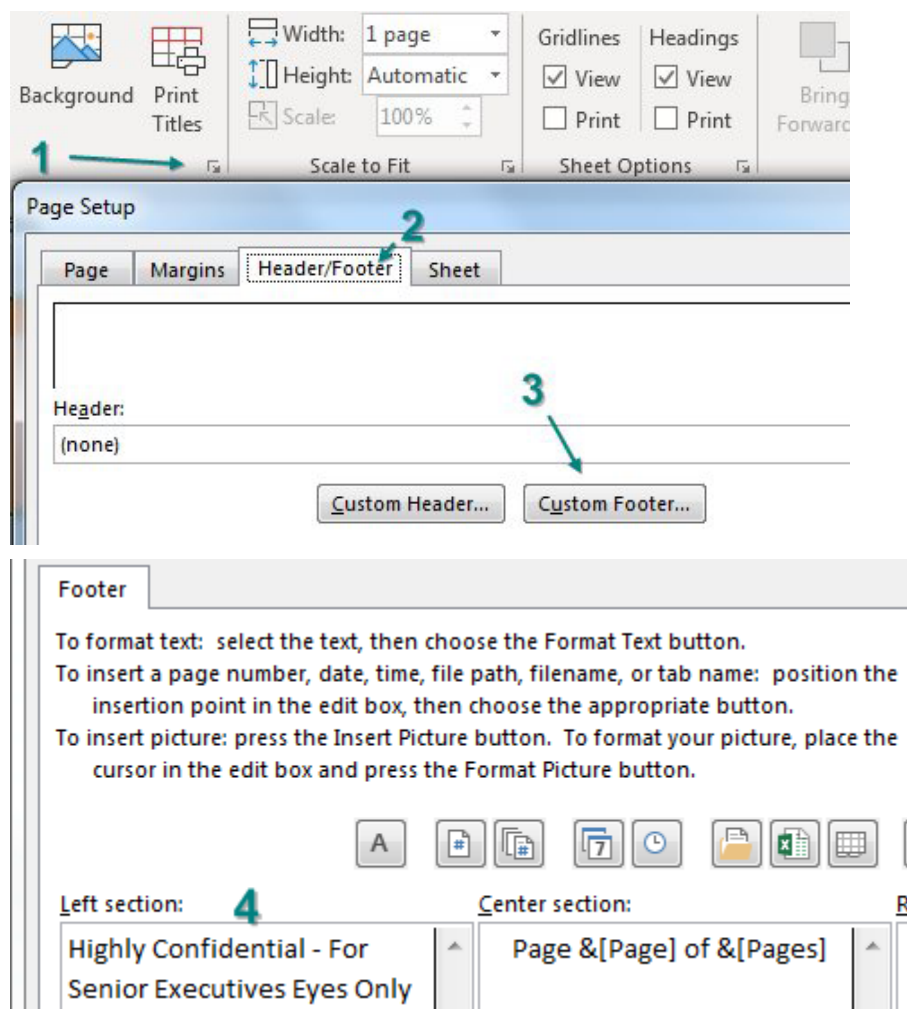 Width: 1 page Gridlines Headings
Height: Automatic View View
Background Print Titles Scale: 100% Print Print Bring Forward
1 Scale to Fit Sheet Options
Page Setup
2
Page Margins Header/Footer Sheet
3
Header:
(none)
Custom Header... Custom Footer...
Footer
To format text: select the text, then choose the Format Text button.
To insert a page number, date, time, file path, filename, or tab name: position the
insertion point in the edit box, then choose the appropriate button.
To insert picture: press the Insert Picture button. To format your picture, place the
cursor in the edit box and press the Format Picture button.
A # # 7
Left section: 4 Center section: R
Highly Confidential - For Page &[Page] of &[Pages]
Senior Executives Eyes Only